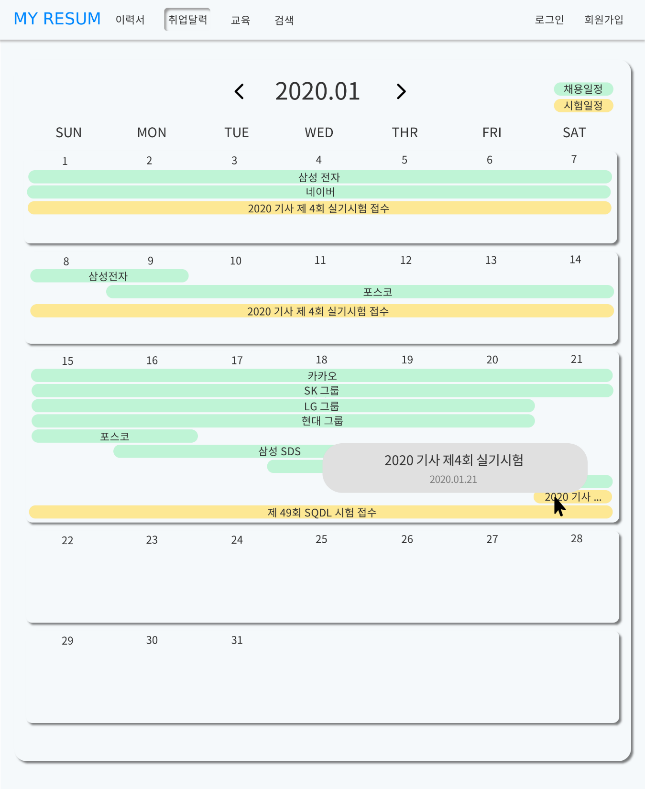 MY RESUM 이력서 취업달력 교육 검색 로그인 회원가입
2020.01
채용일정
시험일정
SUN MON TUE WED THR FRI SAT
1 2 3 4 5 6 7
삼성 전자
네이버
2020 기사 제 4회 실기시험 접수
8 9 10 11 12 13 14
삼성전자
포스코
2020 기사 제 4회 실기시험 접수
15 16 17 18 19 20 21
카카오
SK 그룹
LG 그룹
현대 그룹
포스코
삼성 SDS
2020 기사 제4회 실기시험
2020.01.21
2020 기사 ...
제 49회 SQDL 시험 접수
22 23 24 25 26 27 28
29 30 31